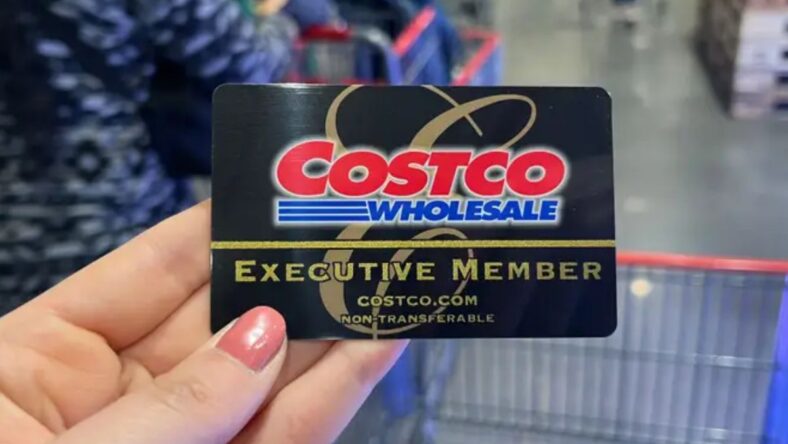 COSTCO
WHOLESALE
EXECUTIVE MEMBER
COSTCO.COM
NON-TRANSFERABLE